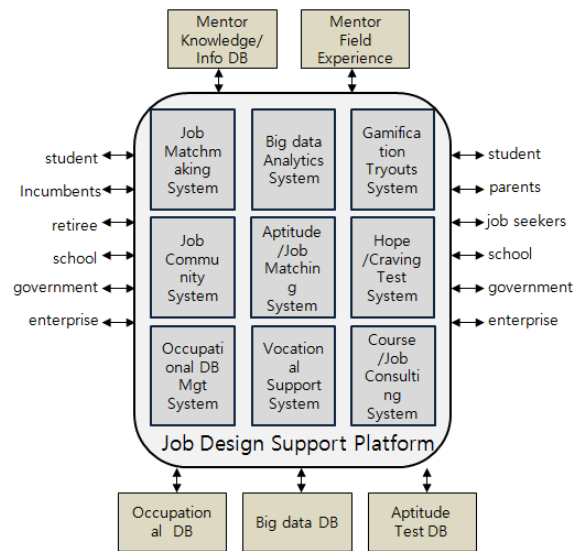 Mentor
Knowledge/
Info DB
Mentor
Field
Experience
student
Incumbents
retiree
school
government
enterprise
Job
Matchm
aking
System
Big data
Analytics
System
Gamifica
tion
Tryouts
System
Job
Community
System
Aptitude
/Job
Matchin
g
System
Hope
/Craving
Test
System
Occupati
onal DB
Mgt
System
Vocation
al
Support
System
Course
/Job
Consulti
ng
System
student
parents
job seekers
school
government
enterprise
Job Design Support Platform
Occupation
al DB
Big data DB
Aptitude
Test DB